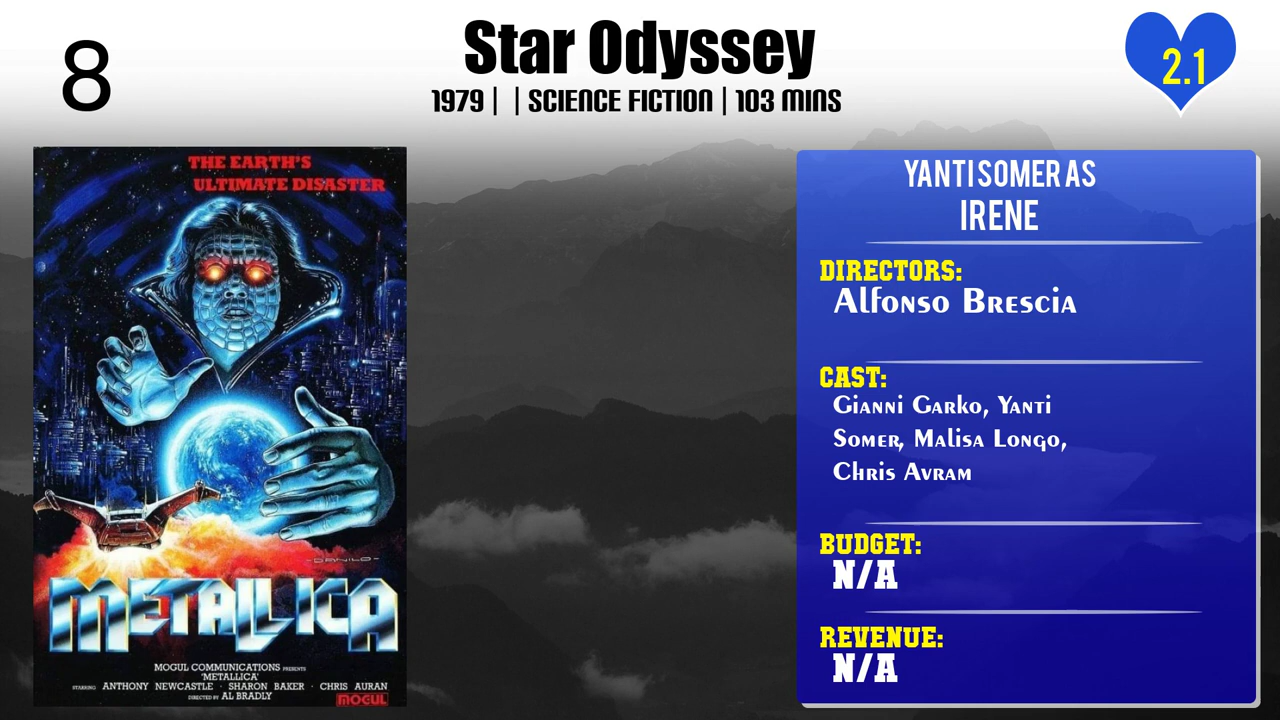 8
Star Odyssey
1979 | | SCIENCE FICTION | 103 MINS
2.1
THE EARTH'S
ULTIMATE DISASTER
-DANILO-
METALLICA
MOGUL COMMUNICATIONS PRESENTS
'METALLICA'
STARRING ANTHONY NEWCASTLE · SHARON BAKER · CHRIS AURAN
DIRECTED BY AL BRADLY
MOGUL
YANTI SOMER AS
IRENE
DIRECTORS:
Alfonso Brescia
CAST:
Gianni Garko, Yanti
Somer, Malisa Longo,
Chris Avram
BUDGET:
N/A
REVENUE:
N/A